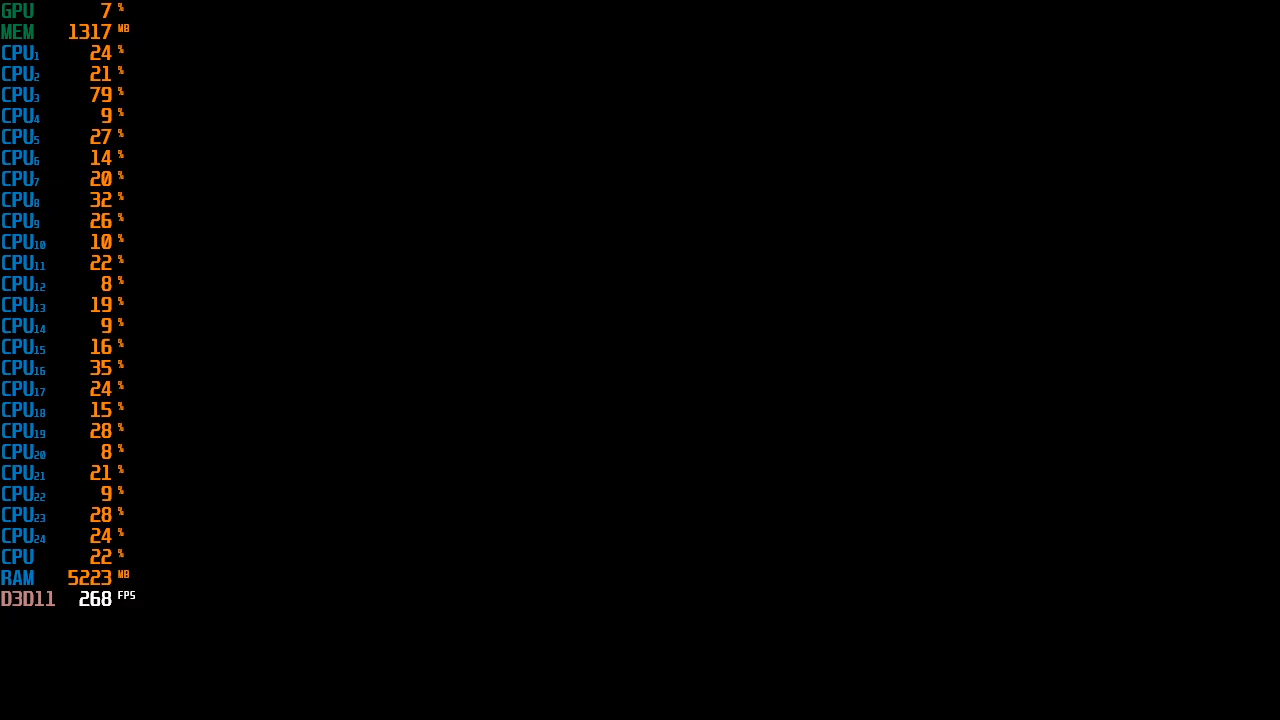 GPU 7 %
MEM 1317 MB
CPU1 24 %
CPU2 21 %
CPU3 79 %
CPU4 9 %
CPU5 27 %
CPU6 14 %
CPU7 20 %
CPU8 32 %
CPU9 26 %
CPU10 10 %
CPU11 22 %
CPU12 8 %
CPU13 19 %
CPU14 9 %
CPU15 16 %
CPU16 35 %
CPU17 24 %
CPU18 15 %
CPU19 28 %
CPU20 8 %
CPU21 21 %
CPU22 9 %
CPU23 28 %
CPU24 24 %
CPU 22 %
RAM 5223 MB
D3D11 268 FPS